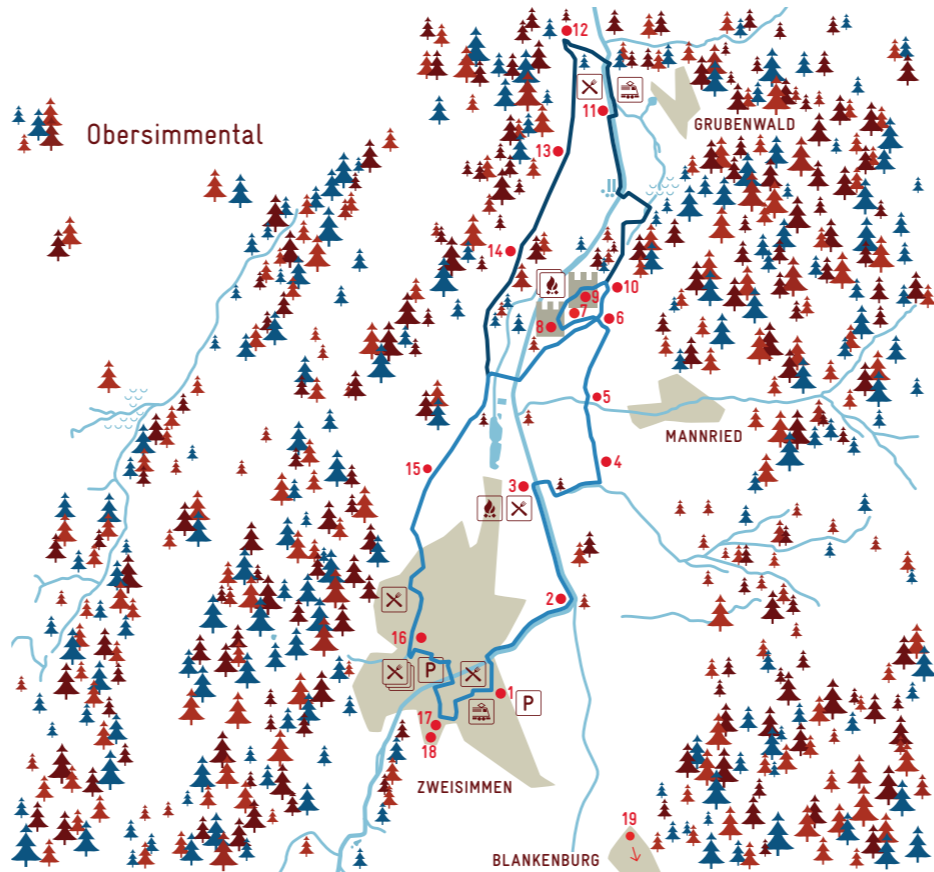 12
11
GRUBENWALD
Obersimmental
13
14
10
9
7
6
8
5
MANNRIED
15
4
3
2
16
P
1
P
17
18
ZWEISIMMEN
19
BLANKENBURG